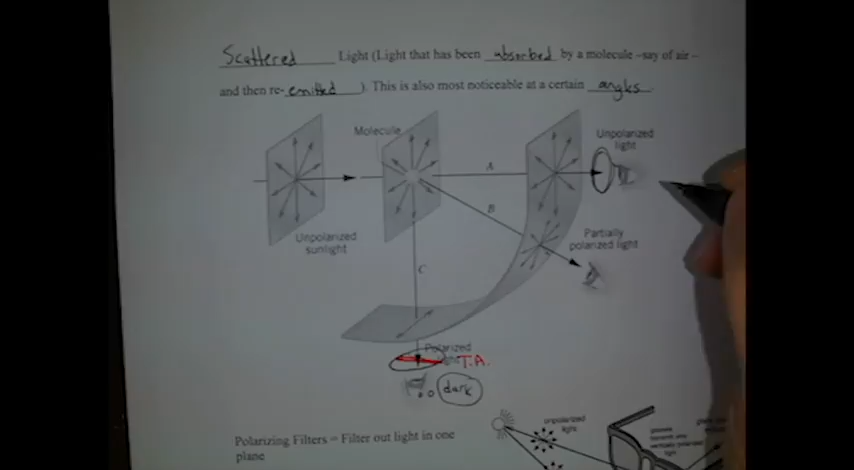 Scattered Light (Light that has been absorbed by a molecule –say of air –
and then re-emitted). This is also most noticeable at a certain angles.
Molecule
Unpolarized
light
A
B
Unpolarized
sunlight
Partially
polarized light
C
Polarized
T.A.
dark
Polarizing Filters = Filter out light in one
plane
unpolarized
light